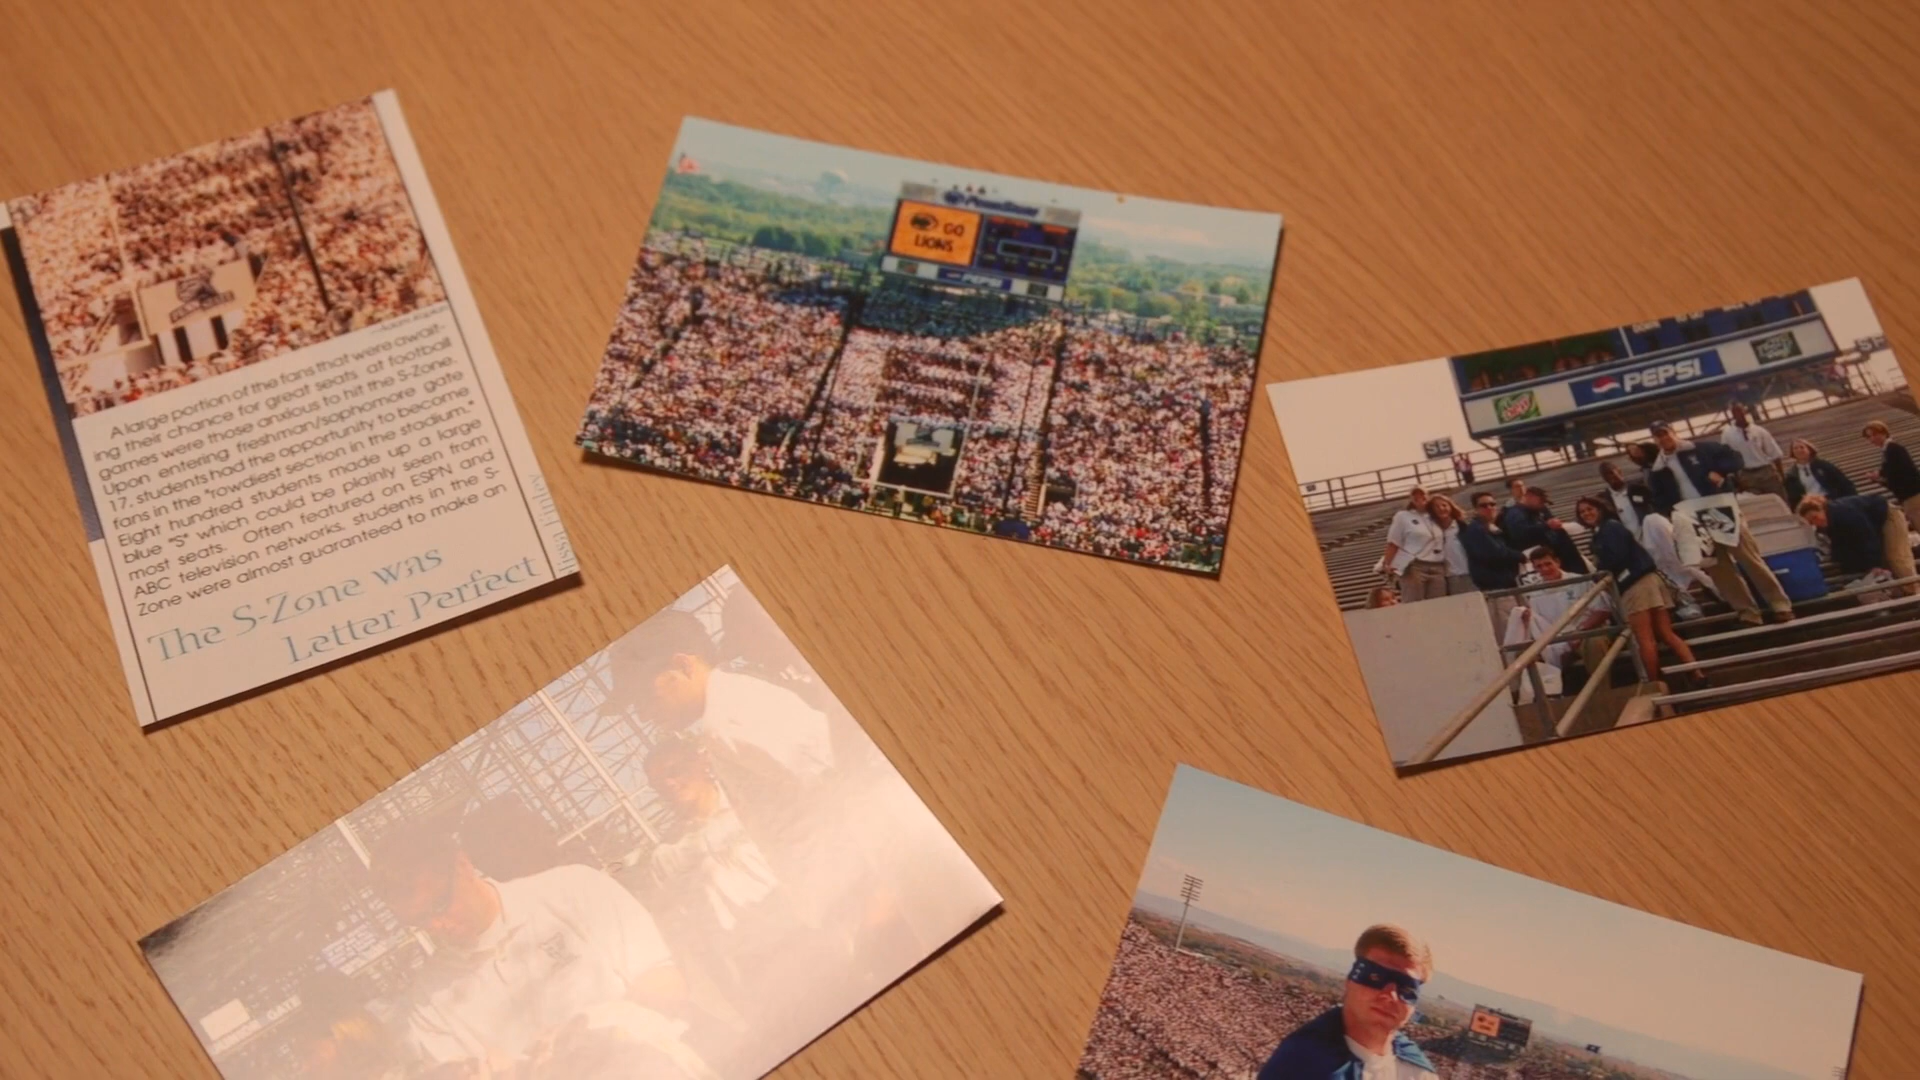 A large portion of the fans that were await-
ing their chance for great seats at football
games were those anxious to hit the S-Zone.
Upon entering freshman/sophomore gate
17, students had the opportunity to become
fans in the "rowdiest section in the stadium."
Eight hundred students made up a large
blue "S" which could be plainly seen from
most seats. Often featured on ESPN and
ABC television networks, students in the S-
Zone were almost guaranteed to make an
The S-Zone was
Letter Perfect
GO
LIONS
PEPSI
PEPSI
SE
GATE